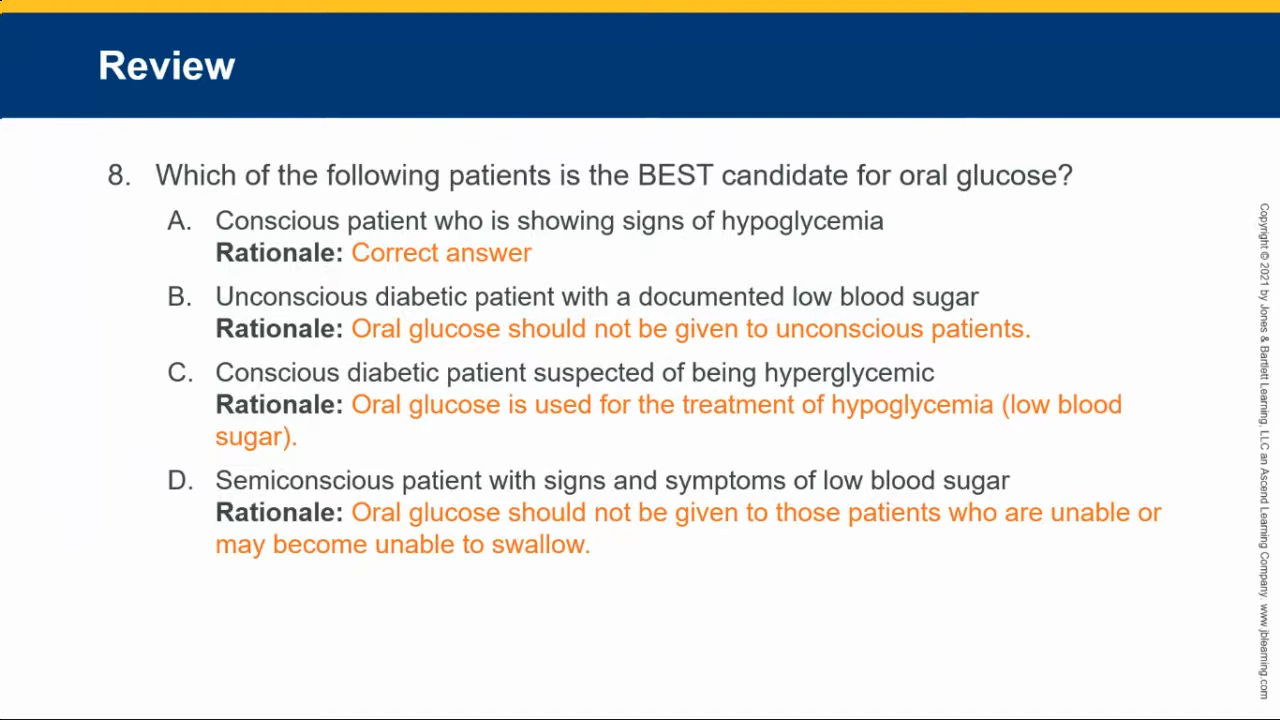 Review
8. Which of the following patients is the BEST candidate for oral glucose?
A. Conscious patient who is showing signs of hypoglycemia
Rationale: Correct answer
B. Unconscious diabetic patient with a documented low blood sugar
Rationale: Oral glucose should not be given to unconscious patients.
C. Conscious diabetic patient suspected of being hyperglycemic
Rationale: Oral glucose is used for the treatment of hypoglycemia (low blood
sugar).
D. Semiconscious patient with signs and symptoms of low blood sugar
Rationale: Oral glucose should not be given to those patients who are unable or
may become unable to swallow.
Copyright © 2021 by Jones & Bartlett Learning, LLC an Ascend Learning Company. www.jblearning.com